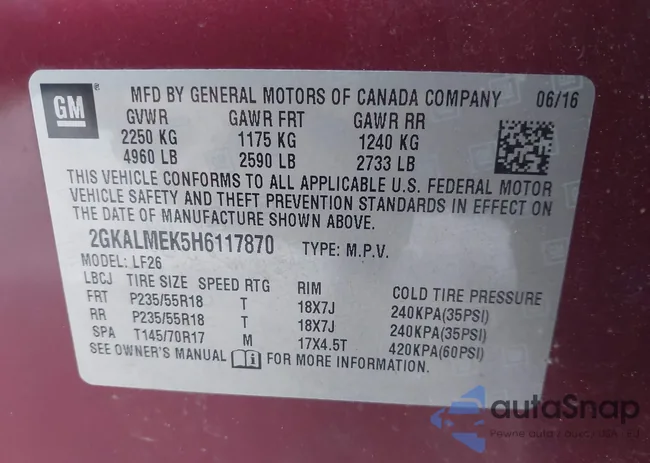 GM
MFD BY GENERAL MOTORS OF CANADA COMPANY 06/16
GVWR GAWR FRT GAWR RR
2250 KG 1175 KG 1240 KG
4960 LB 2590 LB 2733 LB
THIS VEHICLE CONFORMS TO ALL APPLICABLE U.S. FEDERAL MOTOR
VEHICLE SAFETY AND THEFT PREVENTION STANDARDS IN EFFECT ON
THE DATE OF MANUFACTURE SHOWN ABOVE.
2GKALMEK5H6117870 TYPE: M.P.V.
MODEL: LF26
LBCJ TIRE SIZE SPEED RTG RIM COLD TIRE PRESSURE
FRT P235/55R18 T 18X7J 240KPA(35PSI)
RR P235/55R18 T 18X7J 240KPA(35PSI)
SPA T145/70R17 M 17X4.5T 420KPA(60PSI)
SEE OWNER'S MANUAL FOR MORE INFORMATION.
autaSnap
Pewne auta z aukcji USA